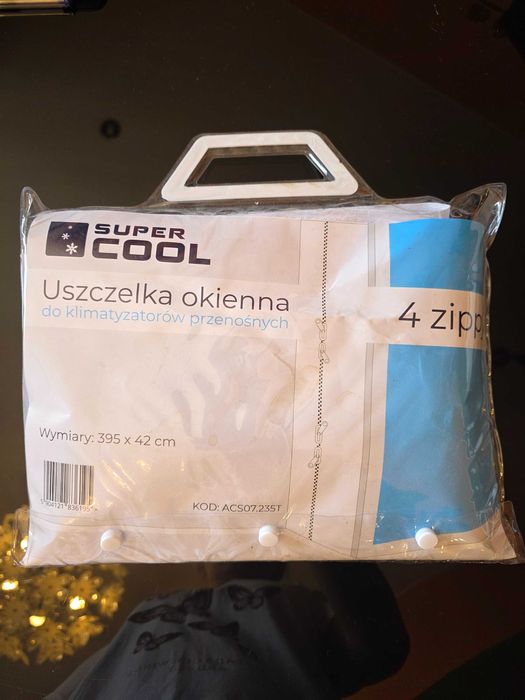 SUPER
COOL
Uszczelka okienna
do klimatyzatorów przenośnych
4 zipp
Wymiary: 395 x 42 cm
KOD: ACS07.235T